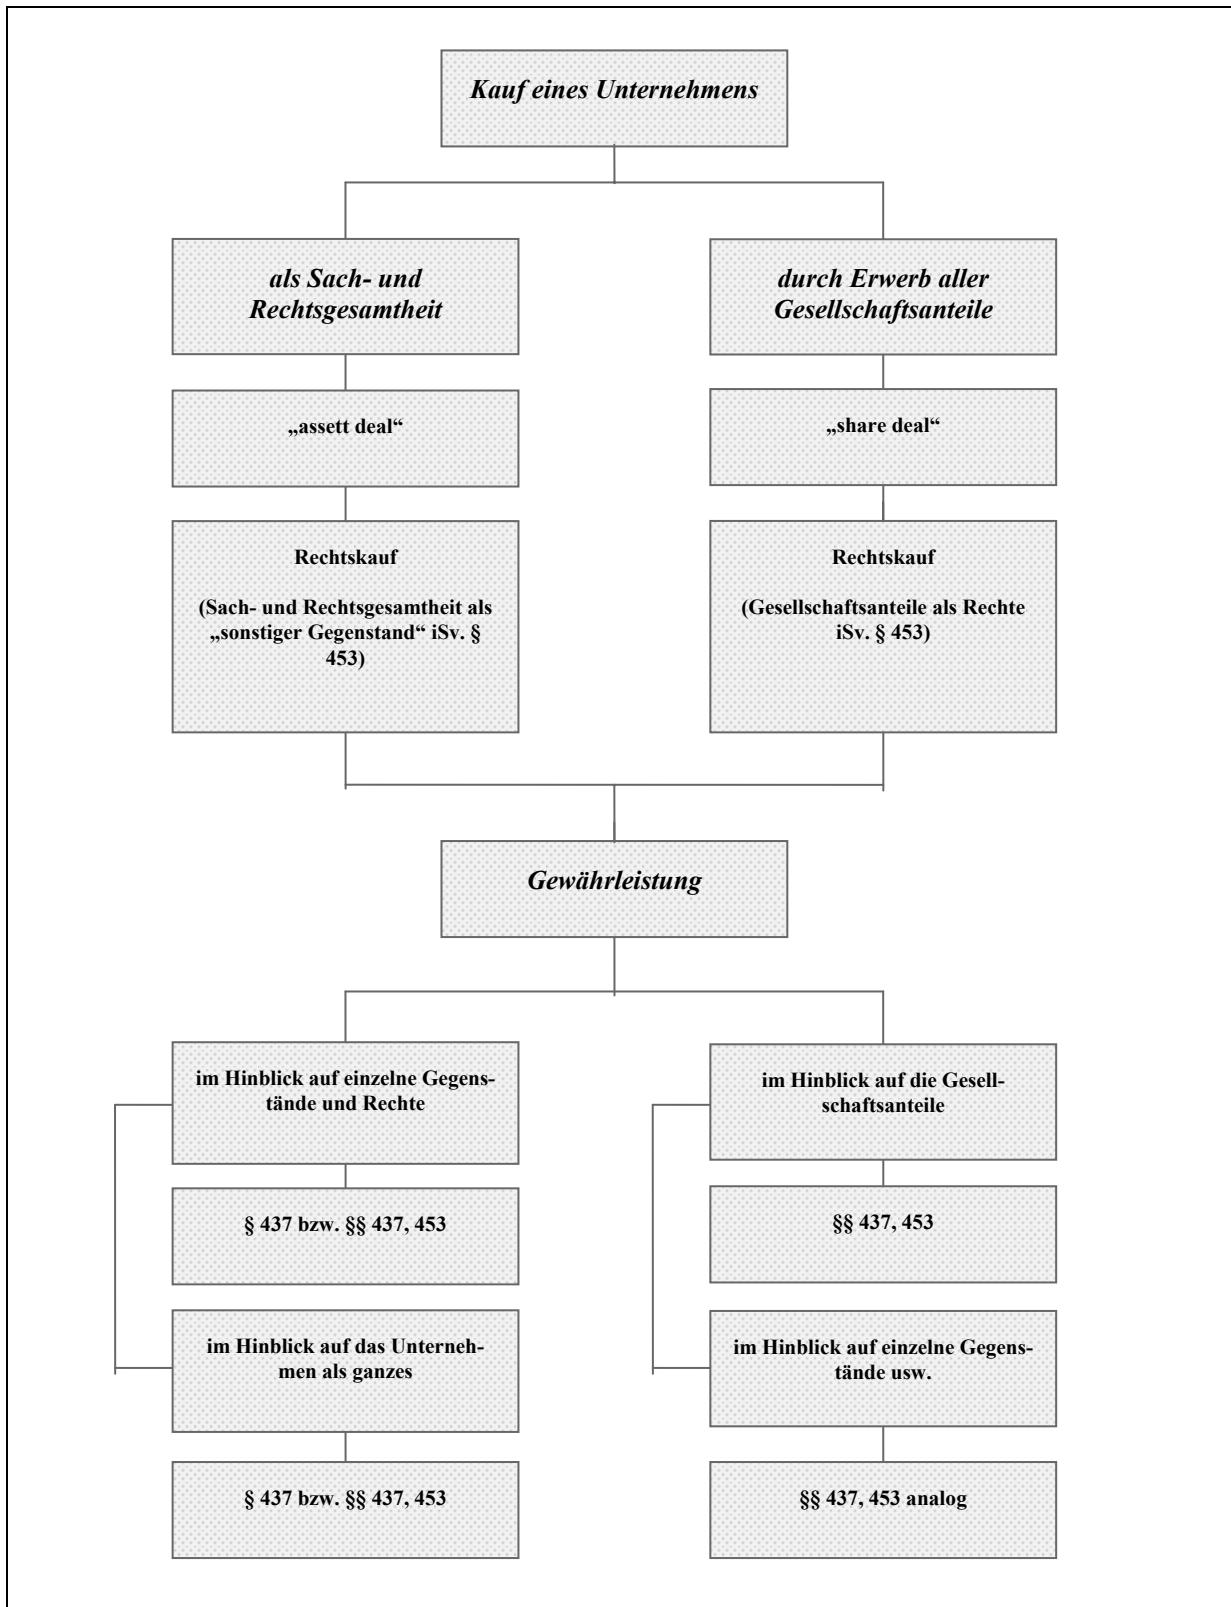 Kauf eines Unternehmens
als Sach- und
Rechtsgesamtheit
durch Erwerb aller
Gesellschaftsanteile
„assett deal“
„share deal“
Rechtskauf
(Sach- und Rechtsgesamtheit als
„sonstiger Gegenstand“ iSv. §
453)
Rechtskauf
(Gesellschaftsanteile als Rechte
iSv. § 453)
Gewährleistung
im Hinblick auf einzelne Gegens-
tände und Rechte
im Hinblick auf die Gesell-
schaftsanteile
§ 437 bzw. §§ 437, 453
§§ 437, 453
im Hinblick auf das Unterneh-
men als ganzes
im Hinblick auf einzelne Gegens-
tände usw.
§ 437 bzw. §§ 437, 453
§§ 437, 453 analog